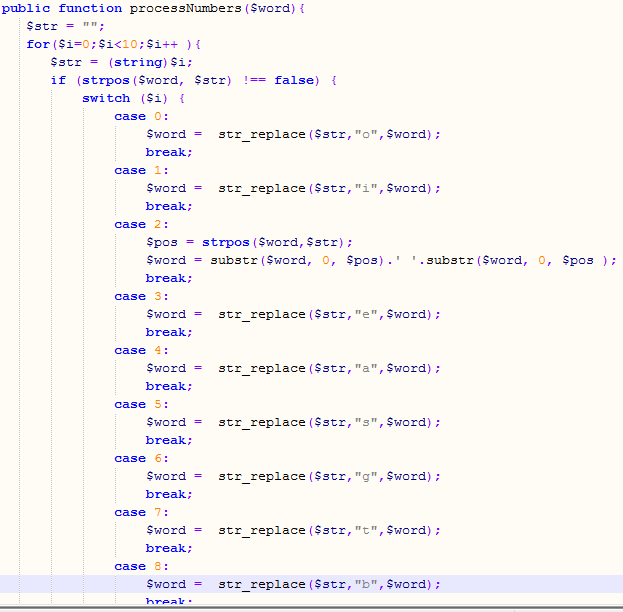 public function processNumbers($word){
$str = "";
for($i=0;$i<10;$i++ ){
$str = (string)$i;
if (strpos($word, $str) !== false) {
switch ($i) {
case 0:
$word =  str_replace($str,"o",$word);
break;
case 1:
$word =  str_replace($str,"i",$word);
break;
case 2:
$pos = strpos($word,$str);
$word = substr($word, 0, $pos).' '.substr($word, 0, $pos );
break;
case 3:
$word =  str_replace($str,"e",$word);
break;
case 4:
$word =  str_replace($str,"a",$word);
break;
case 5:
$word =  str_replace($str,"s",$word);
break;
case 6:
$word =  str_replace($str,"g",$word);
break;
case 7:
$word =  str_replace($str,"t",$word);
break;
case 8:
$word =  str_replace($str,"b",$word);
break;